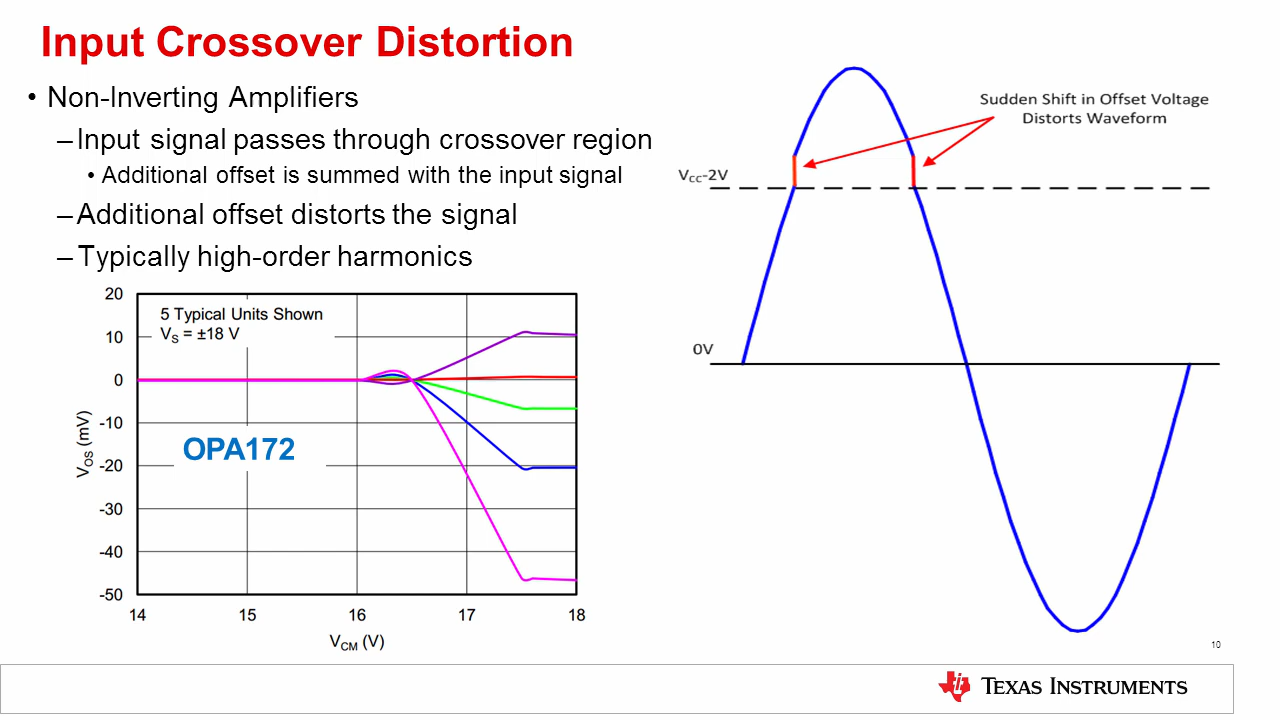 Input Crossover Distortion
• Non-Inverting Amplifiers
–Input signal passes through crossover region
• Additional offset is summed with the input signal
–Additional offset distorts the signal
–Typically high-order harmonics
Sudden Shift in Offset Voltage
Distorts Waveform
VCC-2V
0V
20
10
0
-10
-20
-30
-40
-50
VOS (mV)
5 Typical Units Shown
VS = ±18 V
OPA172
14 15 16 17 18
VCM (V)
10
TEXAS INSTRUMENTS